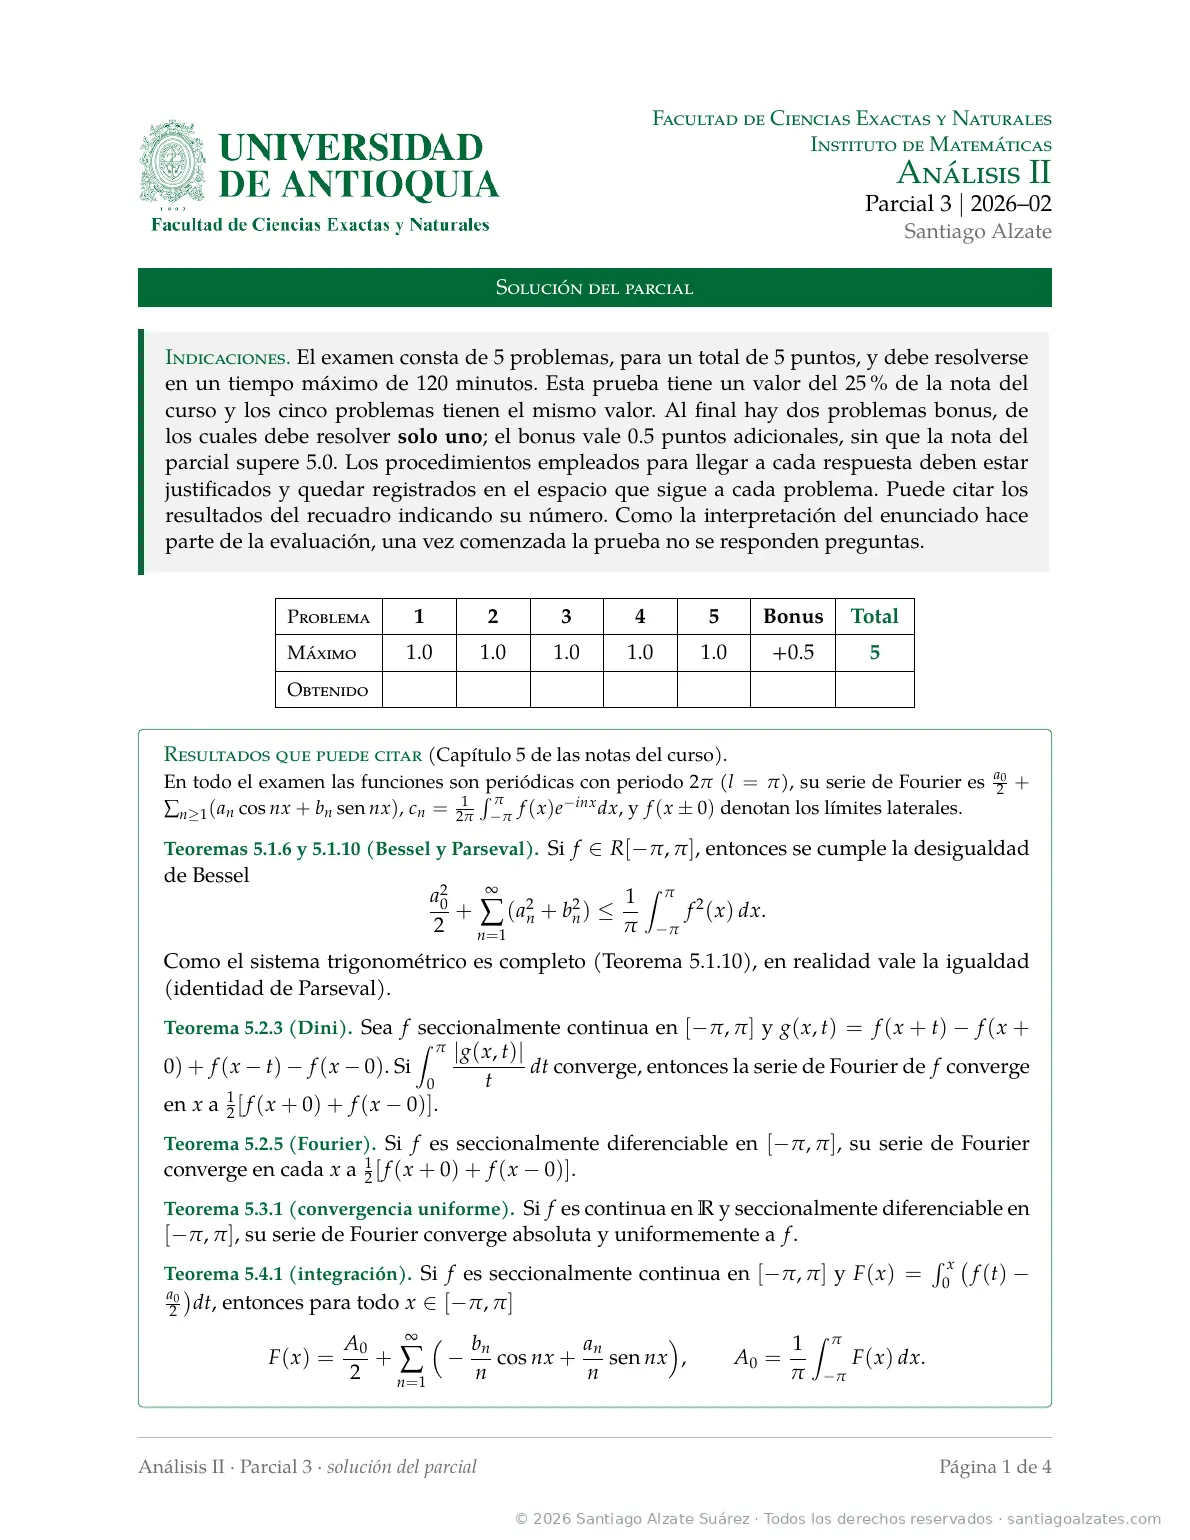 UNIVERSIDAD
DE ANTIOQUIA
1803
Facultad de Ciencias Exactas y Naturales
Facultad de Ciencias Exactas y Naturales
Instituto de Matemáticas
Análisis II
Parcial 3 | 2026–02
Santiago Alzate
Solución del parcial
Indicaciones. El examen consta de 5 problemas, para un total de 5 puntos, y debe resolverse
en un tiempo máximo de 120 minutos. Esta prueba tiene un valor del 25 % de la nota del
curso y los cinco problemas tienen el mismo valor. Al final hay dos problemas bonus, de
los cuales debe resolver solo uno; el bonus vale 0.5 puntos adicionales, sin que la nota del
parcial supere 5.0. Los procedimientos empleados para llegar a cada respuesta deben estar
justificados y quedar registrados en el espacio que sigue a cada problema. Puede citar los
resultados del recuadro indicando su número. Como la interpretación del enunciado hace
parte de la evaluación, una vez comenzada la prueba no se responden preguntas.
Problema 1 2 3 4 5 Bonus Total
Máximo 1.0 1.0 1.0 1.0 1.0 +0.5 5
Obtenido
Resultados que puede citar (Capítulo 5 de las notas del curso).
En todo el examen las funciones son periódicas con periodo 2π (l = π), su serie de Fourier es a₀/2 +
∑ₙ≥₁(aₙ cos nx + bₙ sen nx), cₙ = 1/2π ∫_{−π}^{π} f(x)e^{−inx}dx, y f(x ± 0) denotan los límites laterales.
Teoremas 5.1.6 y 5.1.10 (Bessel y Parseval). Si f ∈ R[−π, π], entonces se cumple la desigualdad
de Bessel
a₀²/2 + ∑_{n=1}^{∞} (aₙ² + bₙ²) ≤ 1/π ∫_{−π}^{π} f²(x) dx.
Como el sistema trigonométrico es completo (Teorema 5.1.10), en realidad vale la igualdad
(identidad de Parseval).
Teorema 5.2.3 (Dini). Sea f seccionalmente continua en [−π, π] y g(x, t) = f(x + t) − f(x +
0) + f(x − t) − f(x − 0). Si ∫_{0}^{π} |g(x, t)|/t dt converge, entonces la serie de Fourier de f converge
en x a ½[f(x + 0) + f(x − 0)].
Teorema 5.2.5 (Fourier). Si f es seccionalmente diferenciable en [−π, π], su serie de Fourier
converge en cada x a ½[f(x + 0) + f(x − 0)].
Teorema 5.3.1 (convergencia uniforme). Si f es continua en ℝ y seccionalmente diferenciable en
[−π, π], su serie de Fourier converge absoluta y uniformemente a f.
Teorema 5.4.1 (integración). Si f es seccionalmente continua en [−π, π] y F(x) = ∫_{0}^{x} (f(t) −
a₀/2)dt, entonces para todo x ∈ [−π, π]
F(x) = A₀/2 + ∑_{n=1}^{∞} (− bₙ/n cos nx + aₙ/n sen nx), A₀ = 1/π ∫_{−π}^{π} F(x) dx.
Análisis II · Parcial 3 · solución del parcial
Página 1 de 4
© 2026 Santiago Alzate Suárez · Todos los derechos reservados · santiagoalzates.com